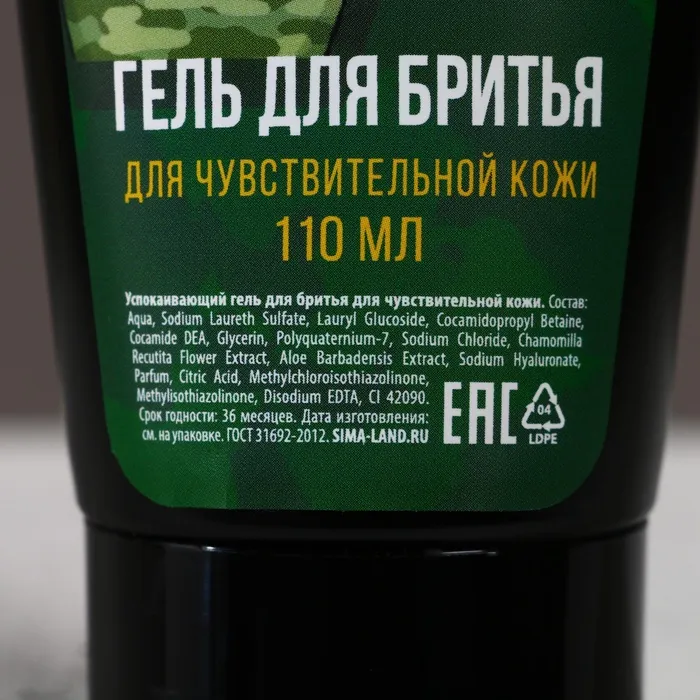 ГЕЛЬ ДЛЯ БРИТЬЯ
ДЛЯ ЧУВСТВИТЕЛЬНОЙ КОЖИ
110 МЛ
Успокаивающий гель для бритья для чувствительной кожи. Состав:
Aqua, Sodium Laureth Sulfate, Lauryl Glucoside, Cocamidopropyl Betaine,
Cocamide DEA, Glycerin, Polyquaternium-7, Sodium Chloride, Chamomilla
Recutita Flower Extract, Aloe Barbadensis Extract, Sodium Hyaluronate,
Parfum, Citric Acid, Methylchloroisothiazolinone,
Methylisothiazolinone, Disodium EDTA, CI 42090.
Срок годности: 36 месяцев. Дата изготовления:
см. на упаковке. ГОСТ 31692-2012. SIMA-LAND.RU
EAC
04
LDPE